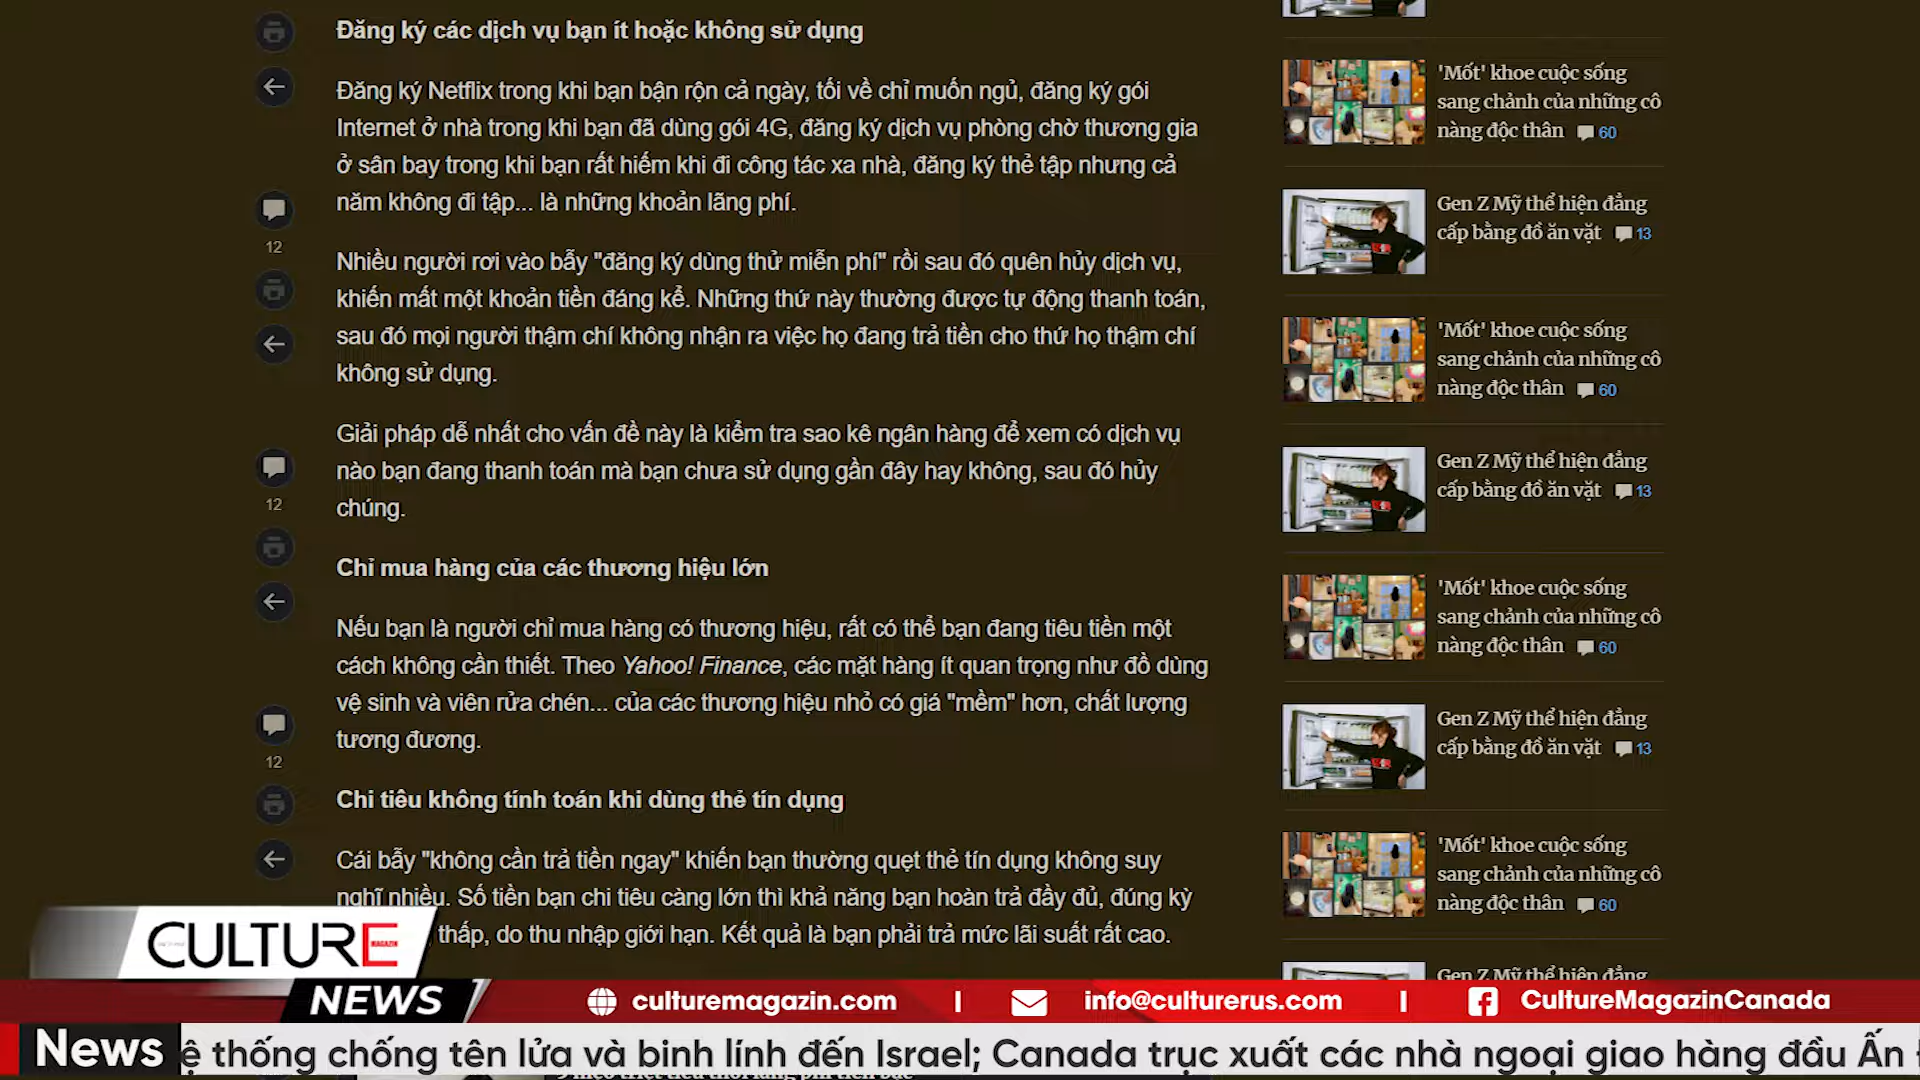 Đăng ký các dịch vụ bạn ít hoặc không sử dụng
Đăng ký Netflix trong khi bạn bận rộn cả ngày, tối về chỉ muốn ngủ, đăng ký gói
Internet ở nhà trong khi bạn đã dùng gói 4G, đăng ký dịch vụ phòng chờ thương gia
ở sân bay trong khi bạn rất hiếm khi đi công tác xa nhà, đăng ký thẻ tập nhưng cả
năm không đi tập... là những khoản lãng phí.
12
Nhiều người rơi vào bẫy "đăng ký dùng thử miễn phí" rồi sau đó quên hủy dịch vụ,
khiến mất một khoản tiền đáng kể. Những thứ này thường được tự động thanh toán,
sau đó mọi người thậm chí không nhận ra việc họ đang trả tiền cho thứ họ thậm chí
không sử dụng.
Giải pháp dễ nhất cho vấn đề này là kiểm tra sao kê ngân hàng để xem có dịch vụ
nào bạn đang thanh toán mà bạn chưa sử dụng gần đây hay không, sau đó hủy
chúng.
12
Chỉ mua hàng của các thương hiệu lớn
Nếu bạn là người chỉ mua hàng có thương hiệu, rất có thể bạn đang tiêu tiền một
cách không cần thiết. Theo Yahoo! Finance, các mặt hàng ít quan trọng như đồ dùng
vệ sinh và viên rửa chén... của các thương hiệu nhỏ có giá "mềm" hơn, chất lượng
tương đương.
12
Chi tiêu không tính toán khi dùng thẻ tín dụng
Cái bẫy "không cần trả tiền ngay" khiến bạn thường quẹt thẻ tín dụng không suy
nghĩ nhiều. Số tiền bạn chi tiêu càng lớn thì khả năng bạn hoàn trả đầy đủ, đúng kỳ
thấp, do thu nhập giới hạn. Kết quả là bạn phải trả mức lãi suất rất cao.
'Mốt' khoe cuộc sống
sang chảnh của những cô
nàng độc thân 60
Gen Z Mỹ thể hiện đẳng
cấp bằng đồ ăn vặt 13
'Mốt' khoe cuộc sống
sang chảnh của những cô
nàng độc thân 60
Gen Z Mỹ thể hiện đẳng
cấp bằng đồ ăn vặt 13
'Mốt' khoe cuộc sống
sang chảnh của những cô
nàng độc thân 60
Gen Z Mỹ thể hiện đẳng
cấp bằng đồ ăn vặt 13
'Mốt' khoe cuộc sống
sang chảnh của những cô
nàng độc thân 60
Gen Z Mỹ thể hiện đẳng
CULTURE
MAGAZIN
NEWS
culturemagazin.com | info@culturerus.com | CultureMagazinCanada
News ệ thống chống tên lửa và binh lính đến Israel; Canada trục xuất các nhà ngoại giao hàng đầu Ấn